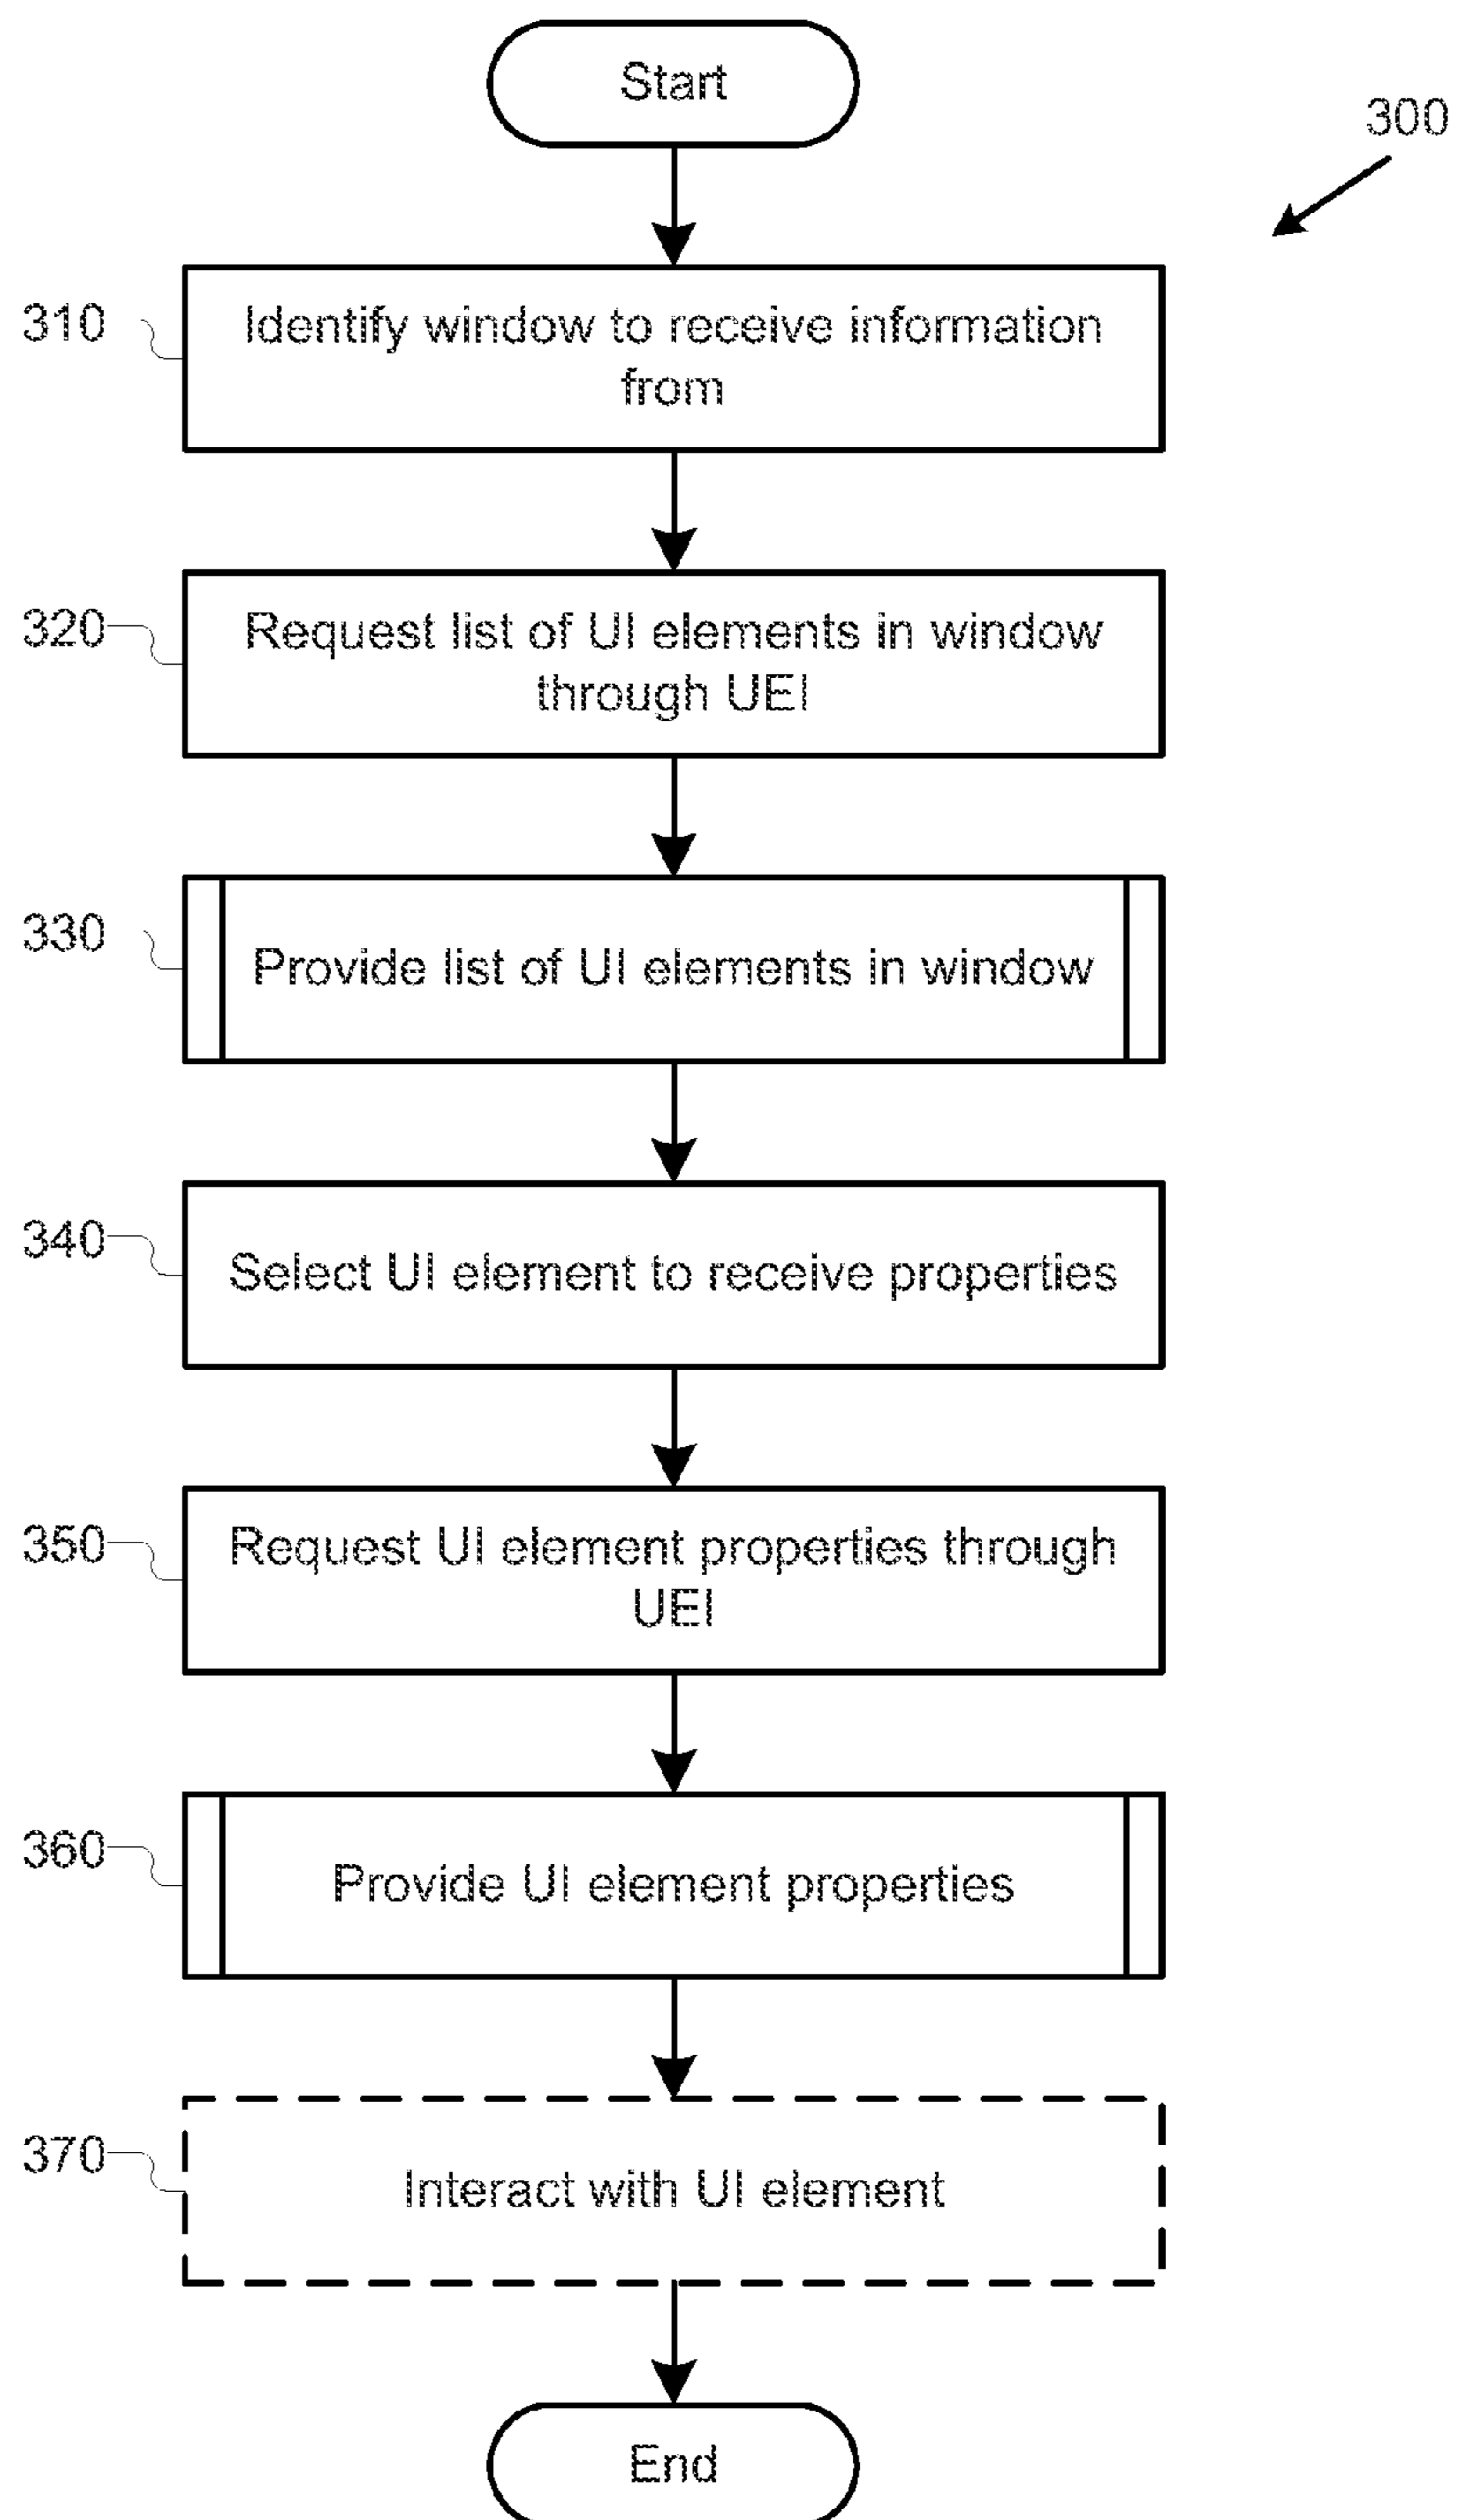 Start
300
310
Identify window to receive information
from
320
Request list of UI elements in window
through UEI
330
Provide list of UI elements in window
340
Select UI element to receive properties
350
Request UI element properties through
UEI
360
Provide UI element properties
370
Interact with UI element
End